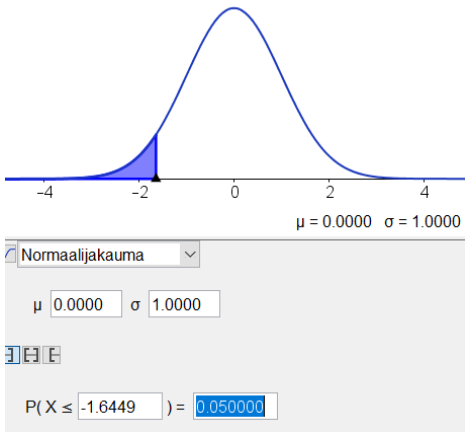 -4 -2 0 2 4
μ = 0.0000 σ = 1.0000
Normaalijakauma
μ 0.0000 σ 1.0000
P( X ≤ -1.6449 ) = 0.050000